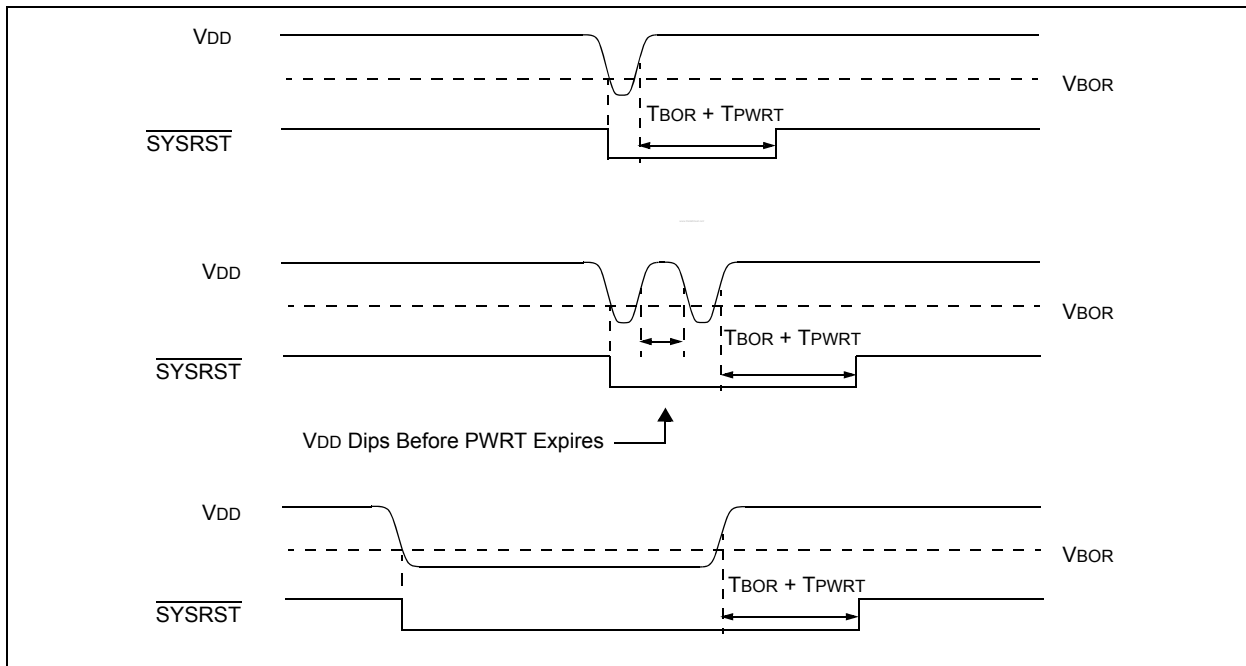 VDD
VBOR
TBOR + TPWRT
SYSRST
VDD
VBOR
TBOR + TPWRT
SYSRST
VDD Dips Before PWRT Expires
VDD
VBOR
TBOR + TPWRT
SYSRST